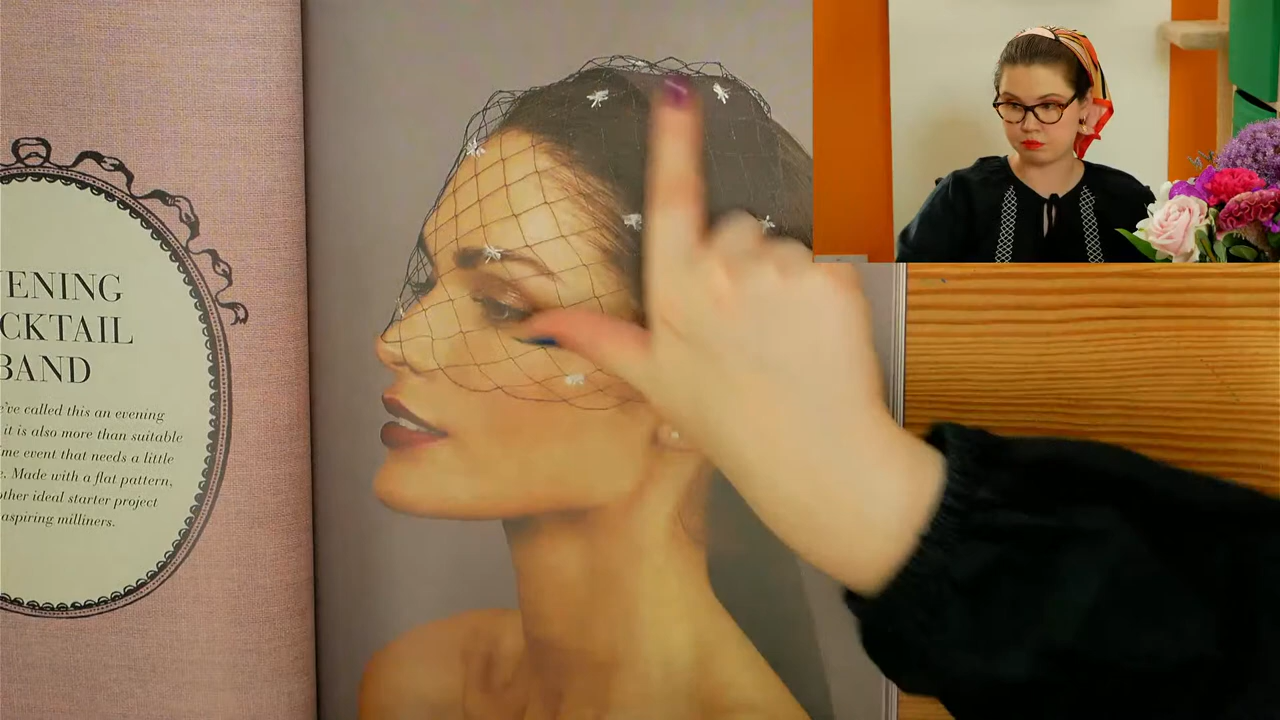 ENING
CKTAIL
BAND
e've called this an evening
it is also more than suitable
me event that needs a little
. Made with a flat pattern,
other ideal starter project
aspiring milliners.